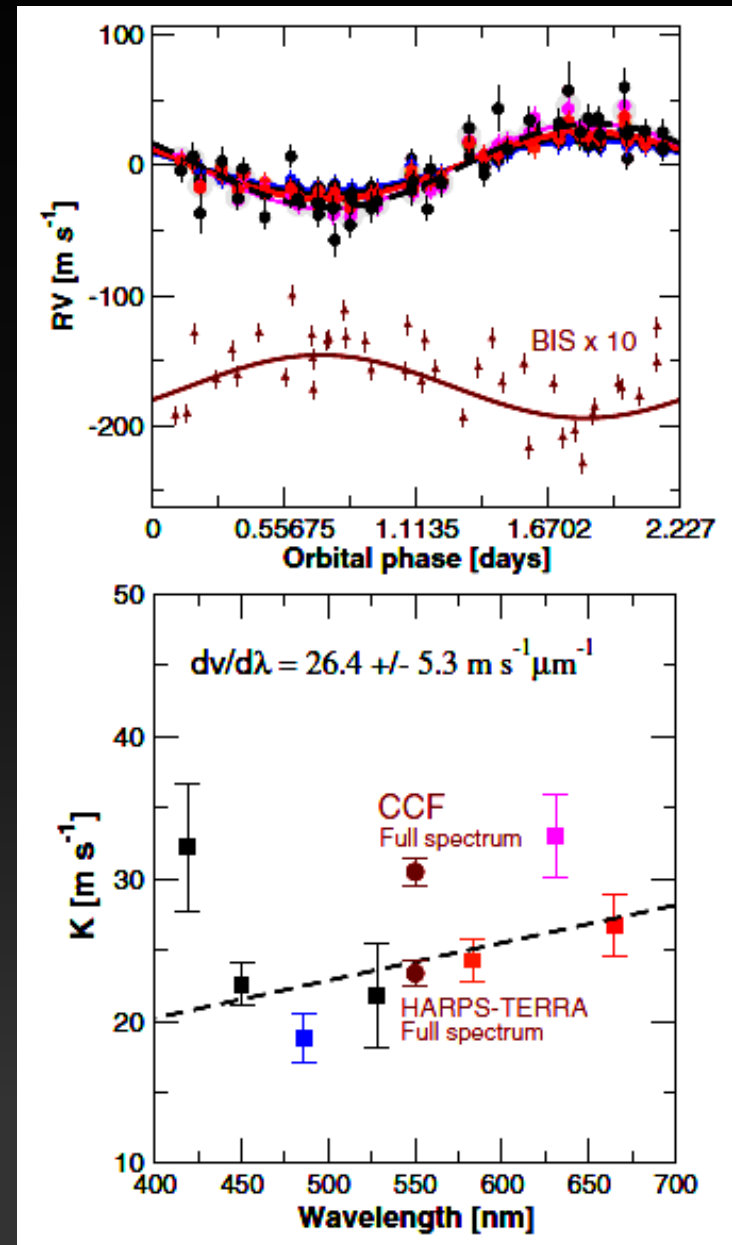 100
0
-100
-200
RV [m s⁻¹]
BIS x 10
0 0.55675 1.1135 1.6702 2.227
Orbital phase [days]
50
40
30
20
10
K [m s⁻¹]
dv/dλ = 26.4 +/- 5.3 m s⁻¹μm⁻¹
CCF
Full spectrum
HARPS-TERRA
Full spectrum
400 450 500 550 600 650 700
Wavelength [nm]